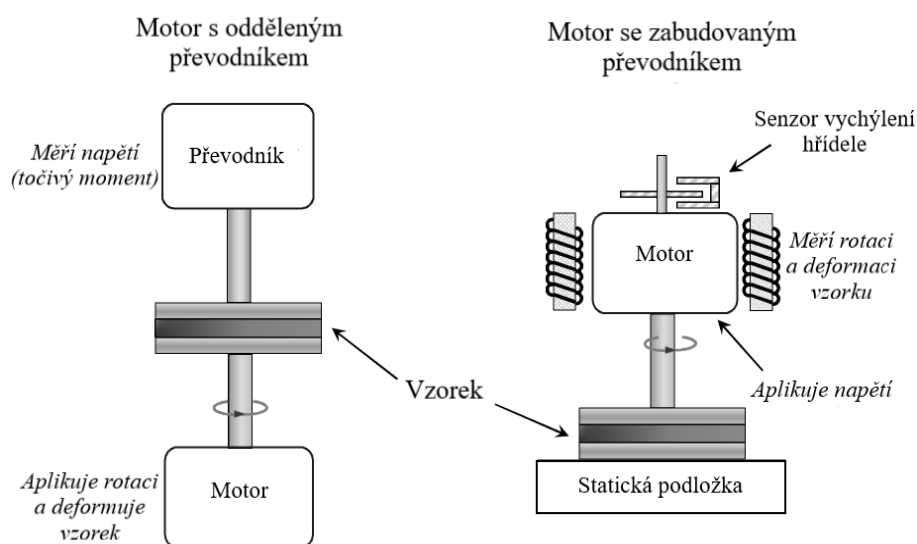 Motor s odděleným
převodníkem
Měří napětí
(točivý moment)
Převodník
Aplikuje rotaci
a deformuje
vzorek
Motor
Vzorek
Motor se zabudovaným
převodníkem
Senzor vychýlení
hřídele
Motor
Měří rotaci
a deformaci
vzorku
Aplikuje napětí
Statická podložka